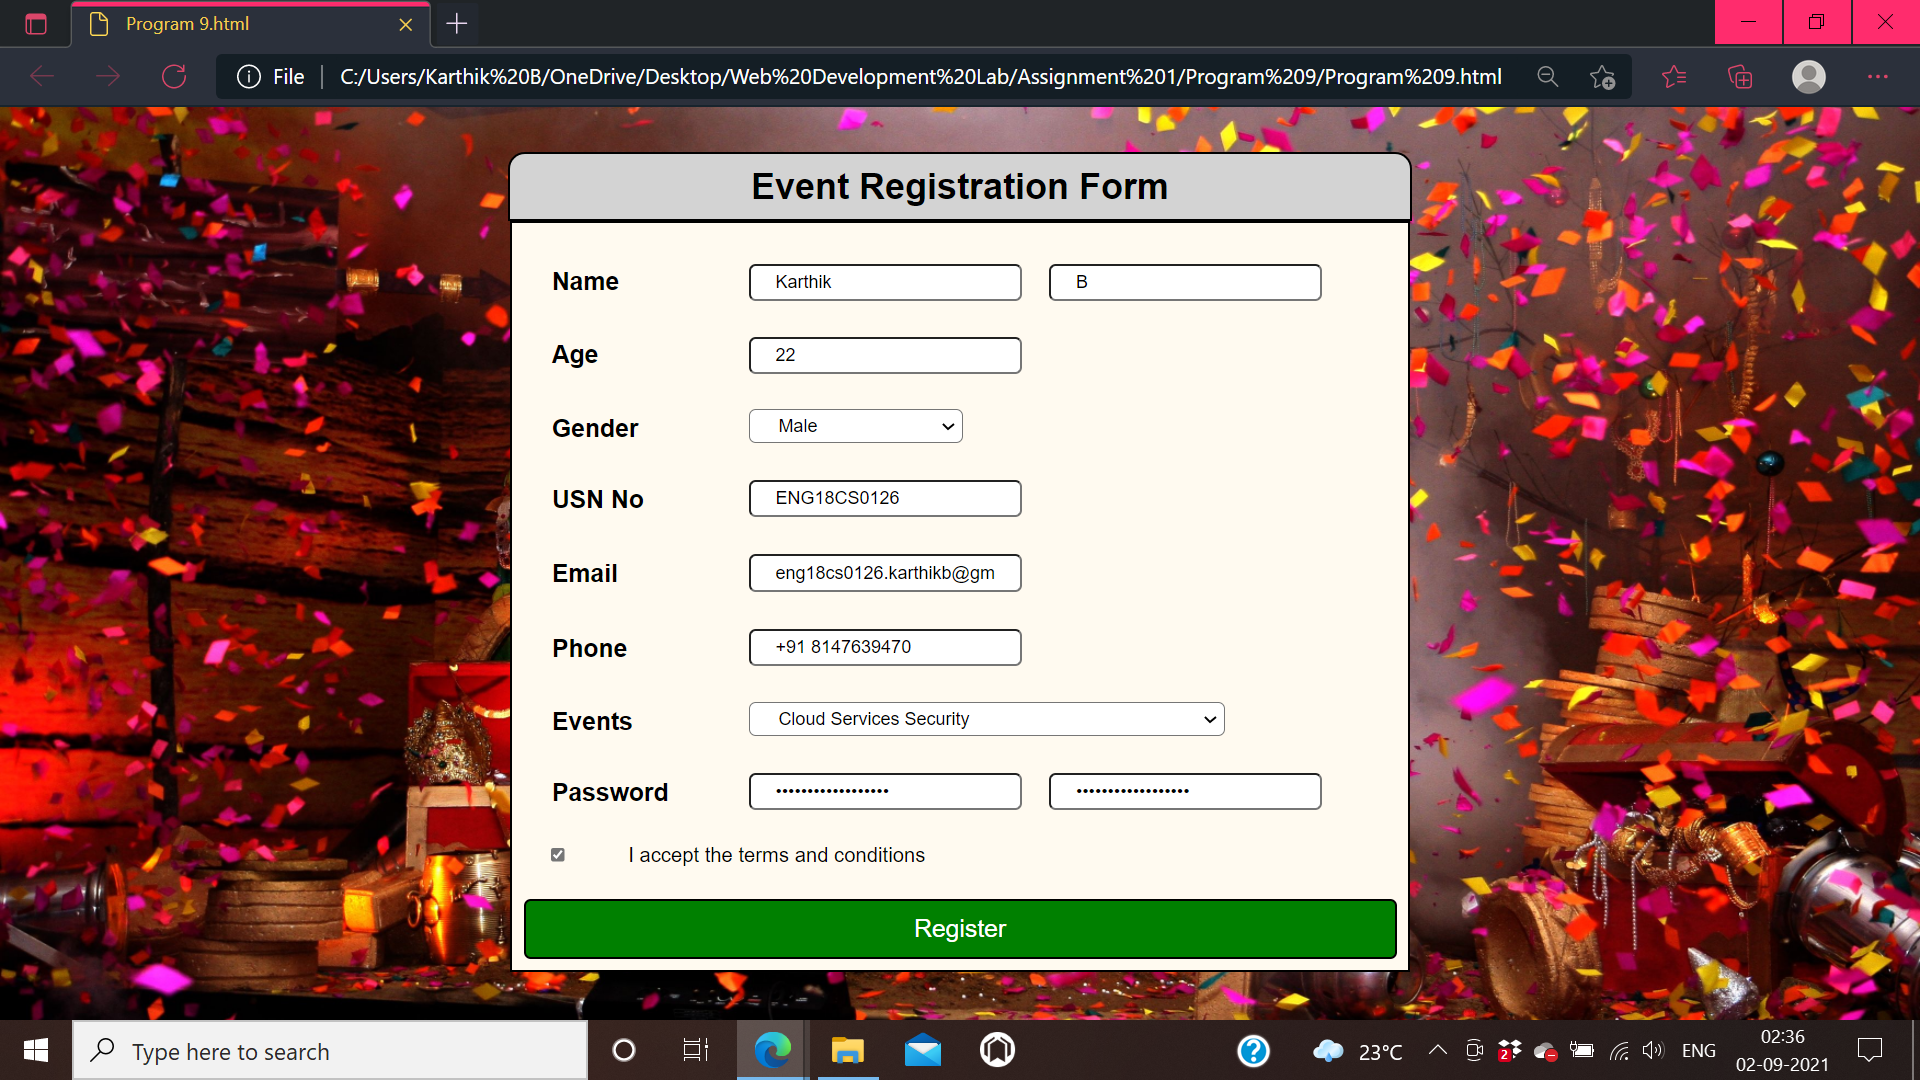 Program 9.html
File
C:/Users/Karthik%20B/OneDrive/Desktop/Web%20Development%20Lab/Assignment%201/Program%209/Program%209.html
Event Registration Form
Name Karthik B
Age 22
Gender Male
USN No ENG18CS0126
Email eng18cs0126.karthikb@gm
Phone +91 8147639470
Events Cloud Services Security
Password •••••••••••••••••• ••••••••••••••••••
I accept the terms and conditions
Register
Type here to search
?
23°C
2
ENG
02:36
02-09-2021